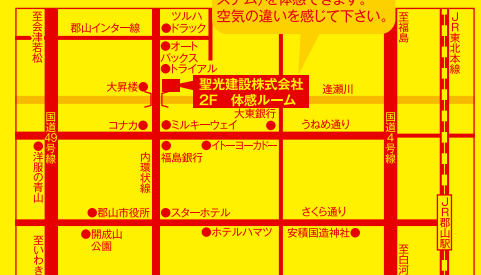 ステム)を体感できます。
空気の違いを感じて下さい。
至会津若松
郡山インター線
ツルハ
●ドラック
●オート
バックス
●トライアル
至福島
JR東北本線
大昇楼●
聖光建設株式会社
2F 体感ルーム
逢瀬川
大東銀行
国道49号線
コナカ●
●ミルキーウェイ
●
うねめ通り
国道4号線
●洋服の青山
内環状線
●
福島銀行
●イトーヨーカドー
●郡山市役所
●スターホテル
さくら通り
JR郡山駅
●開成山
公園
●ホテルハマツ
安積国造神社●
至いわき
至白河